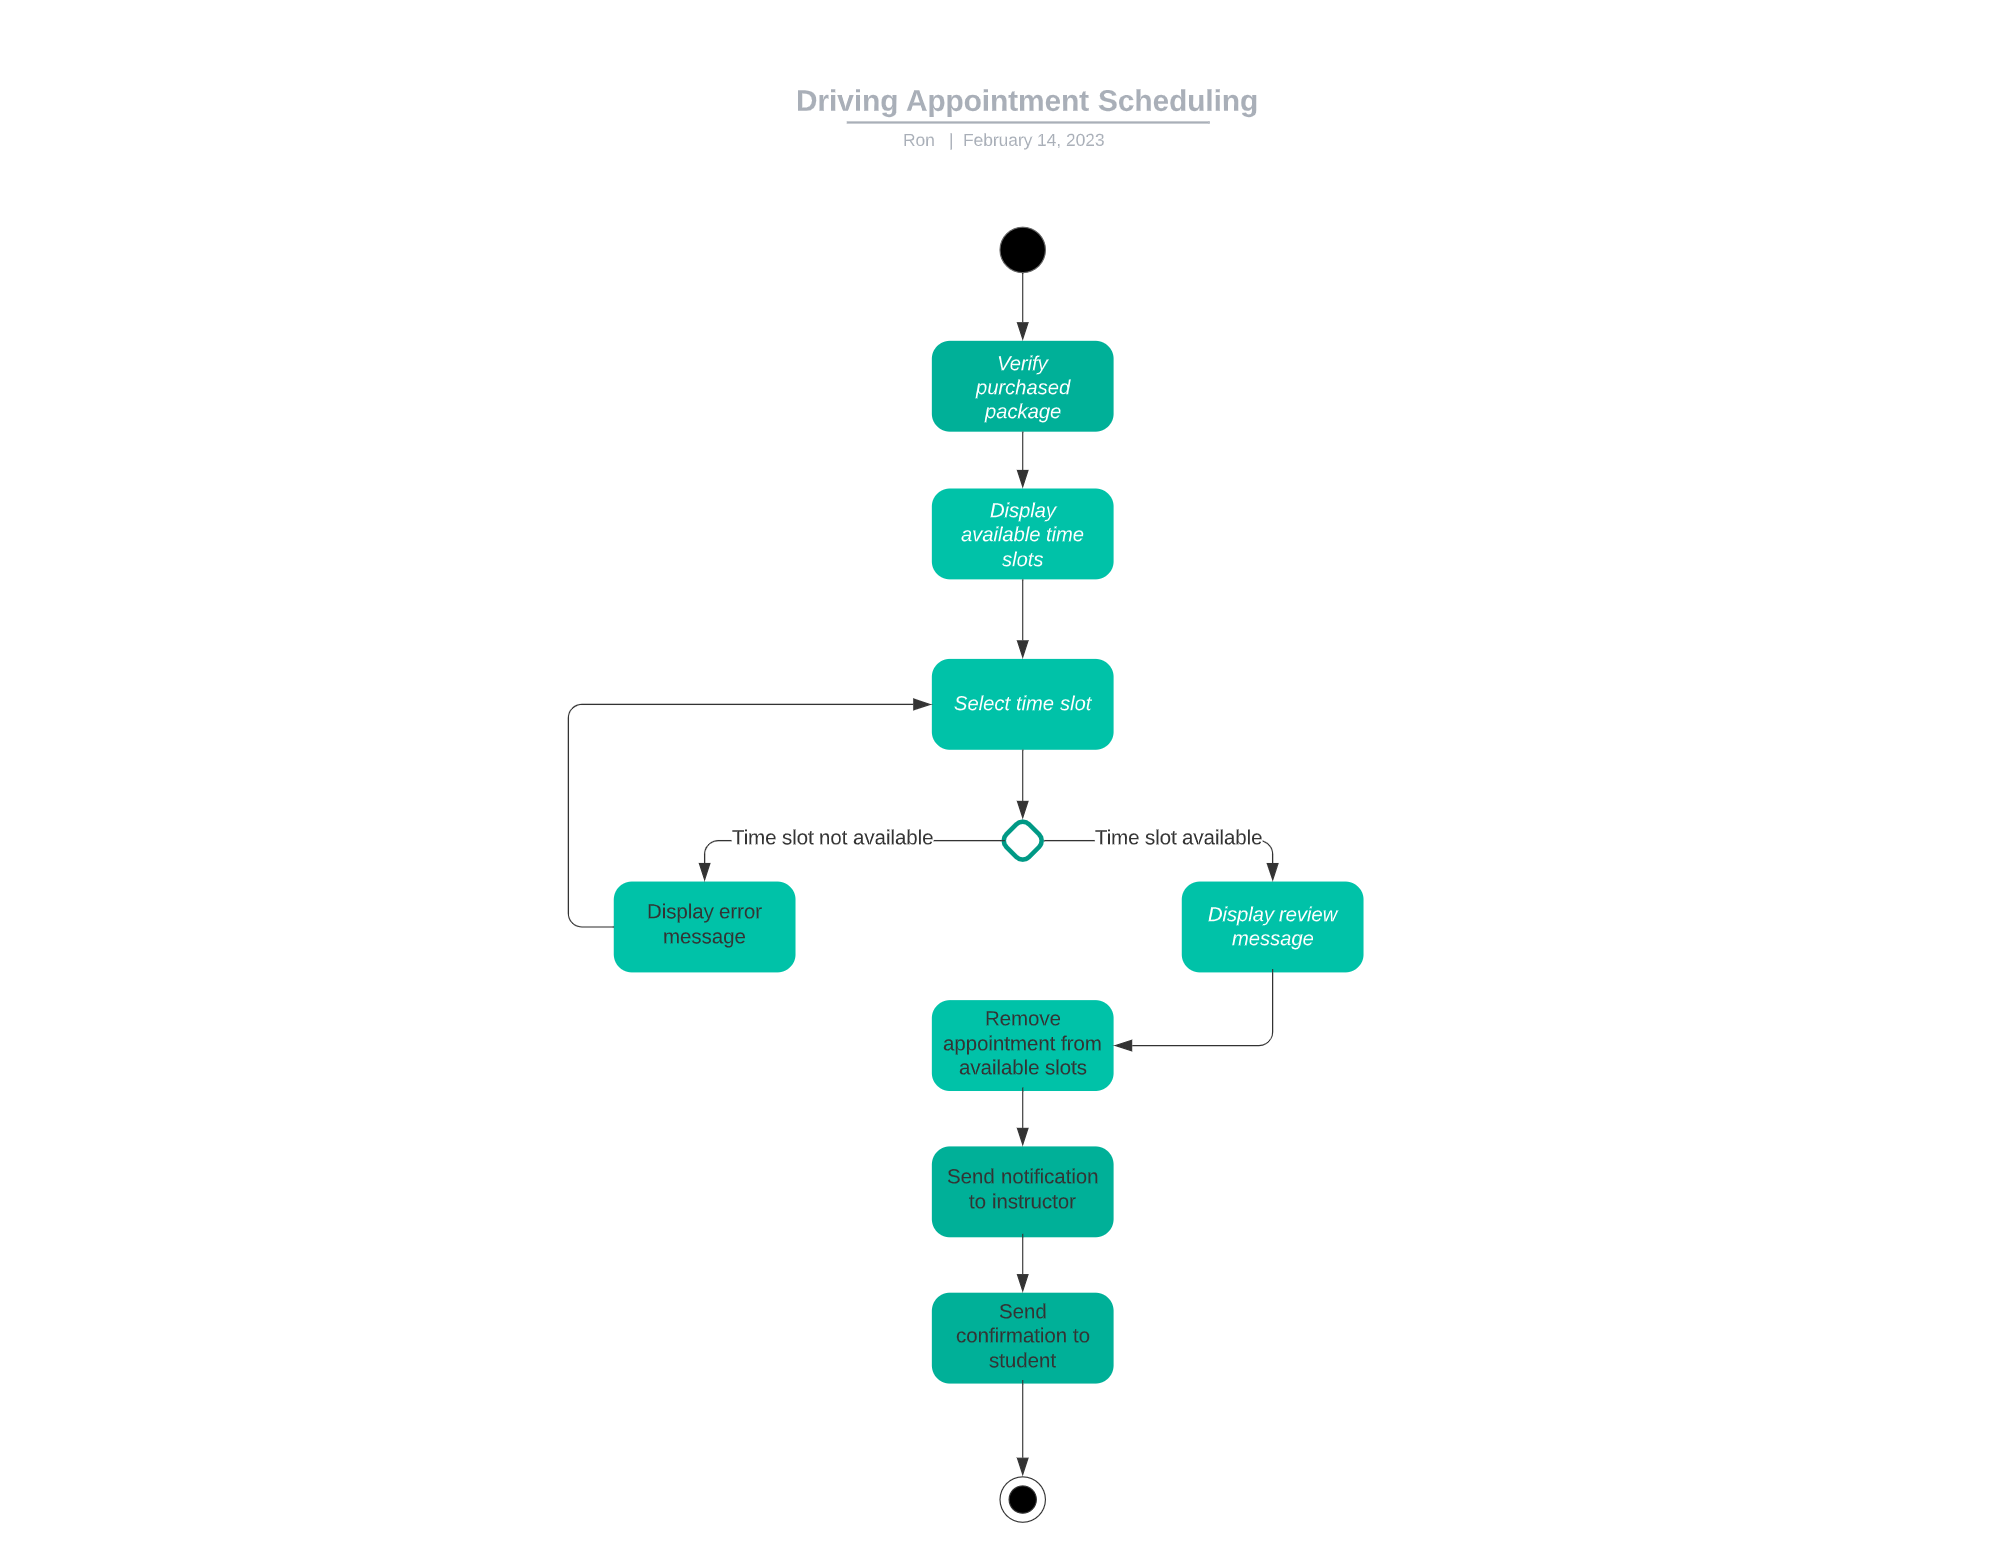 Driving Appointment Scheduling
Ron | February 14, 2023
Verify
purchased
package
Display
available time
slots
Select time slot
Time slot not available
Time slot available
Display error
message
Display review
message
Remove
appointment from
available slots
Send notification
to instructor
Send
confirmation to
student